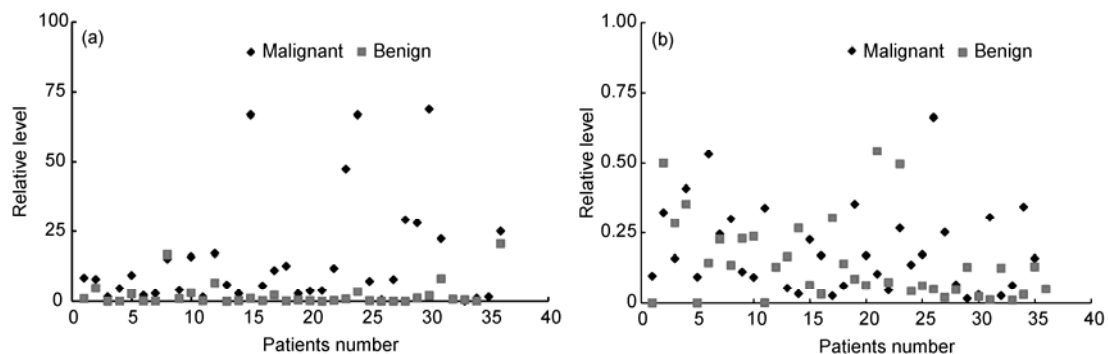 (a)
Malignant Benign
Relative level
100
75
50
25
0
0 5 10 15 20 25 30 35 40
Patients number
(b)
Malignant Benign
Relative level
1.00
0.75
0.50
0.25
0
0 5 10 15 20 25 30 35 40
Patients number